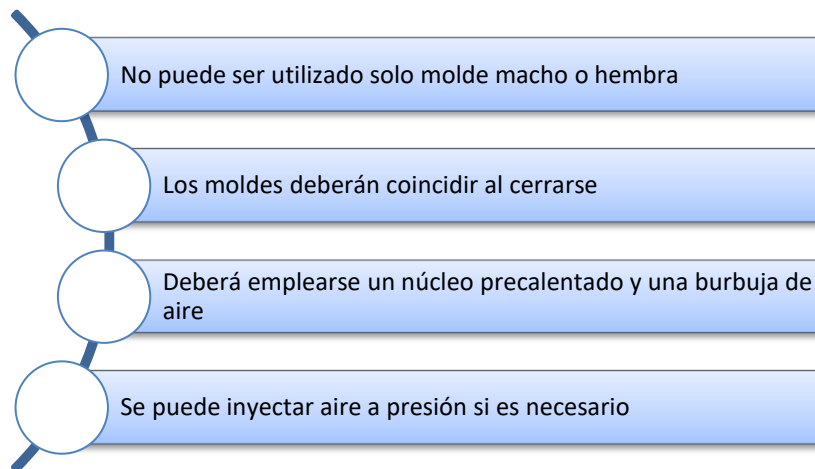 No puede ser utilizado solo molde macho o hembra
Los moldes deberán coincidir al cerrarse
Deberá emplearse un núcleo precalentado y una burbuja de
aire
Se puede inyectar aire a presión si es necesario